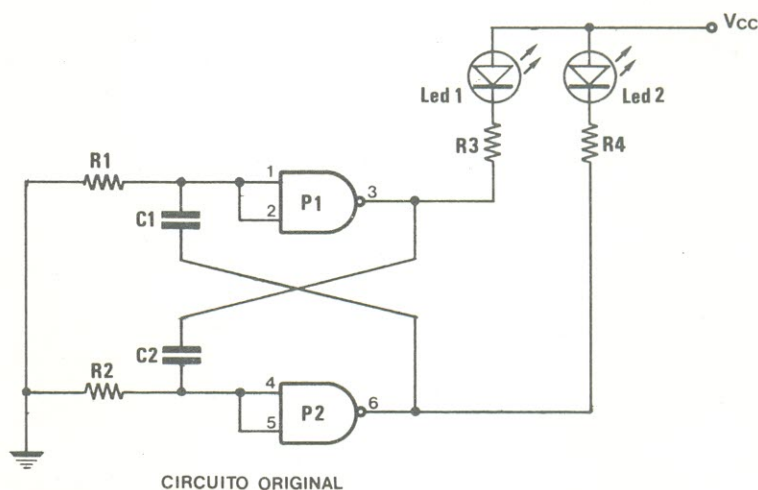 Vcc
Led 1
Led 2
R3
R4
R1
1
2
P1
3
C1
C2
R2
4
5
P2
6
CIRCUITO ORIGINAL